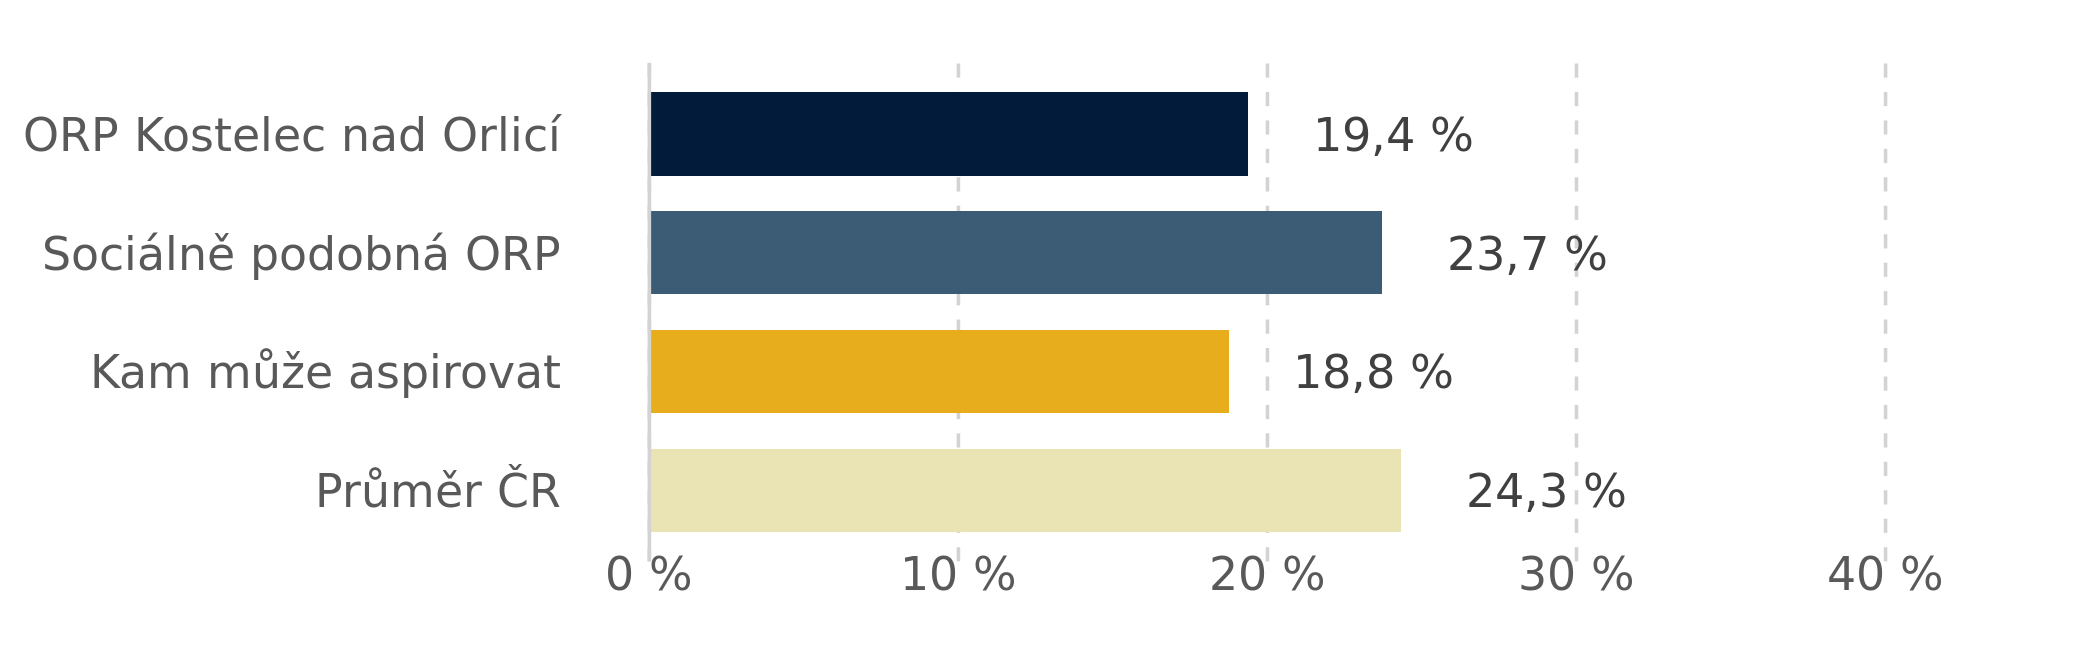 ORP Kostelec nad Orlicí 19,4 %
Sociálně podobná ORP 23,7 %
Kam může aspirovat 18,8 %
Průměr ČR 24,3 %
0 % 10 % 20 % 30 % 40 %